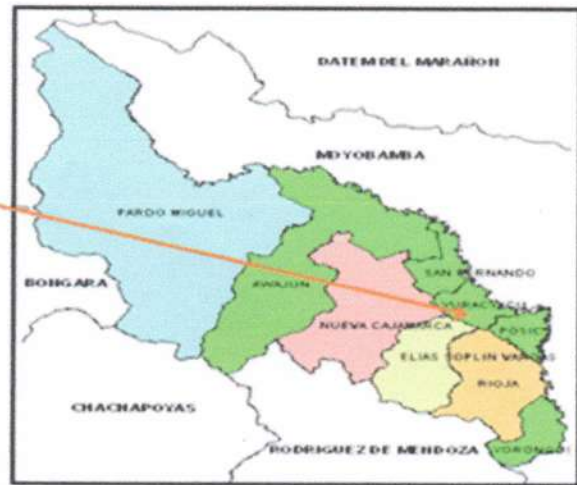 DATEM DEL MARAÑON
MOYOBAMBA
PARDO MIGUEL
SAN FERNANDO
BONGARA
AWAJUN
YURACYACU
POSIC
NUEVA CAJAMARCA
ELIAS SOPLIN VARGAS
RIOJA
CHACHAPOYAS
RODRIGUEZ DE MENDOZA